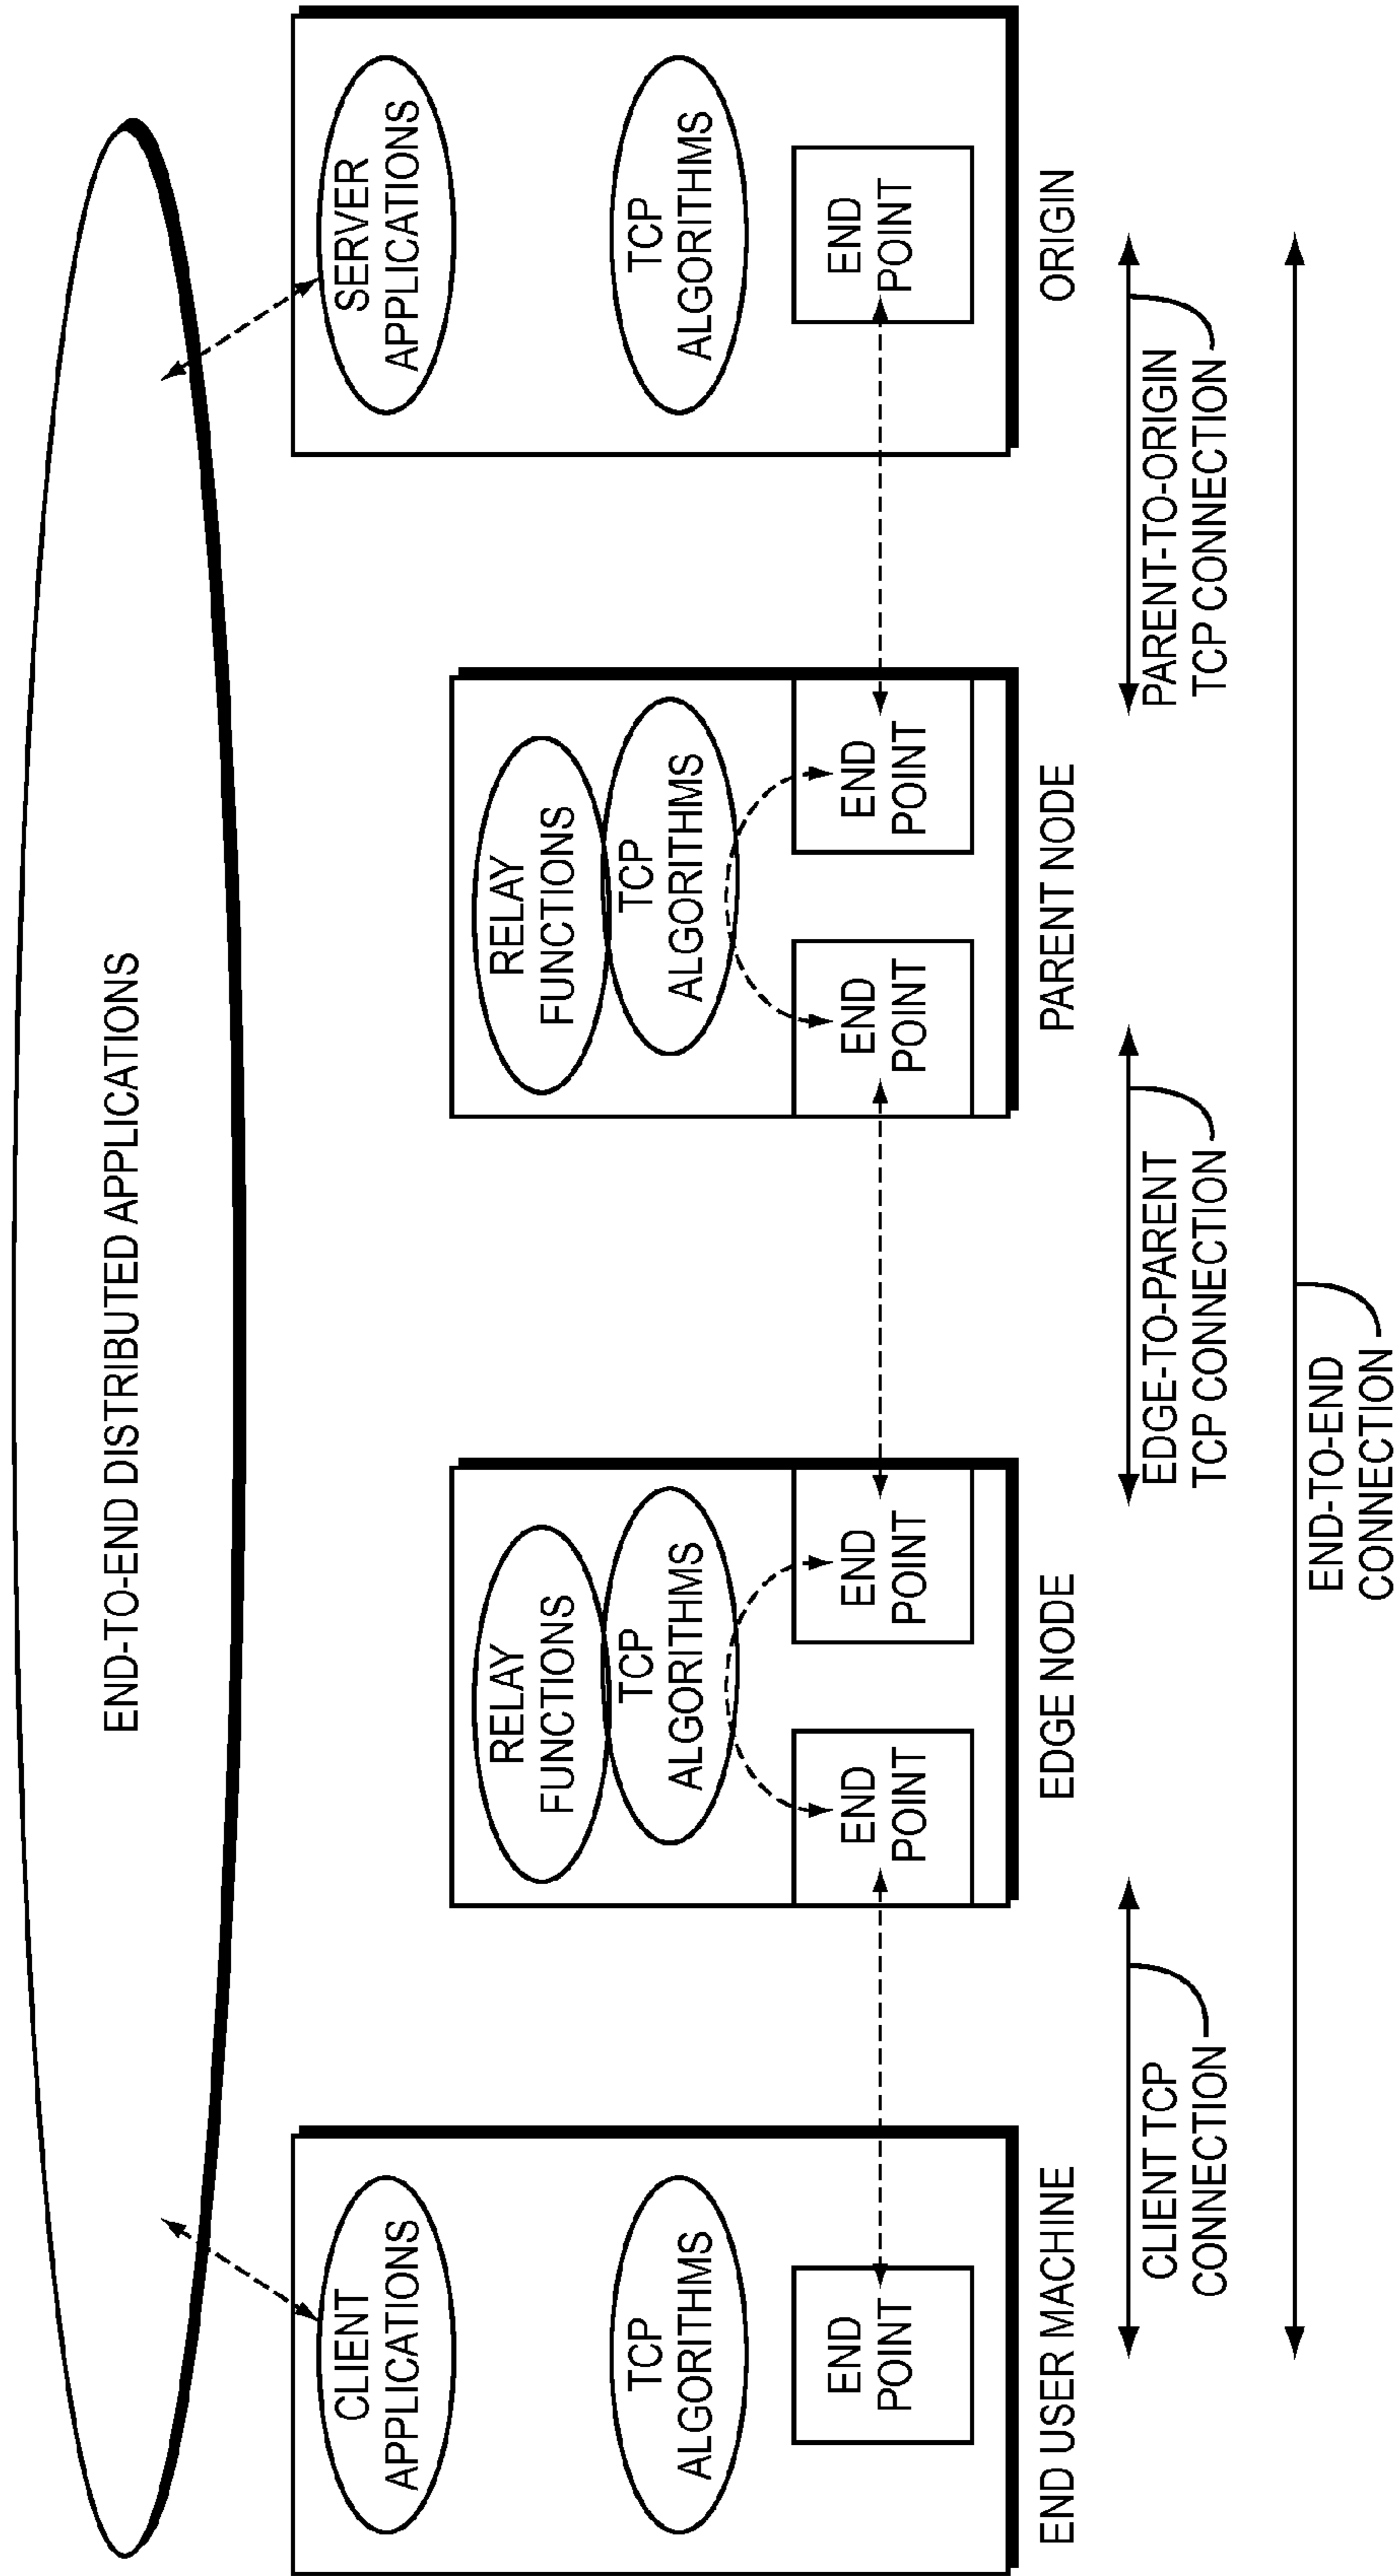 END-TO-END DISTRIBUTED APPLICATIONS
CLIENT
APPLICATIONS
TCP
ALGORITHMS
END
POINT
END USER MACHINE
RELAY
FUNCTIONS
TCP
ALGORITHMS
END
POINT
END
POINT
EDGE NODE
RELAY
FUNCTIONS
TCP
ALGORITHMS
END
POINT
END
POINT
PARENT NODE
SERVER
APPLICATIONS
TCP
ALGORITHMS
END
POINT
ORIGIN
CLIENT TCP
CONNECTION
EDGE-TO-PARENT
TCP CONNECTION
PARENT-TO-ORIGIN
TCP CONNECTION
END-TO-END
CONNECTION